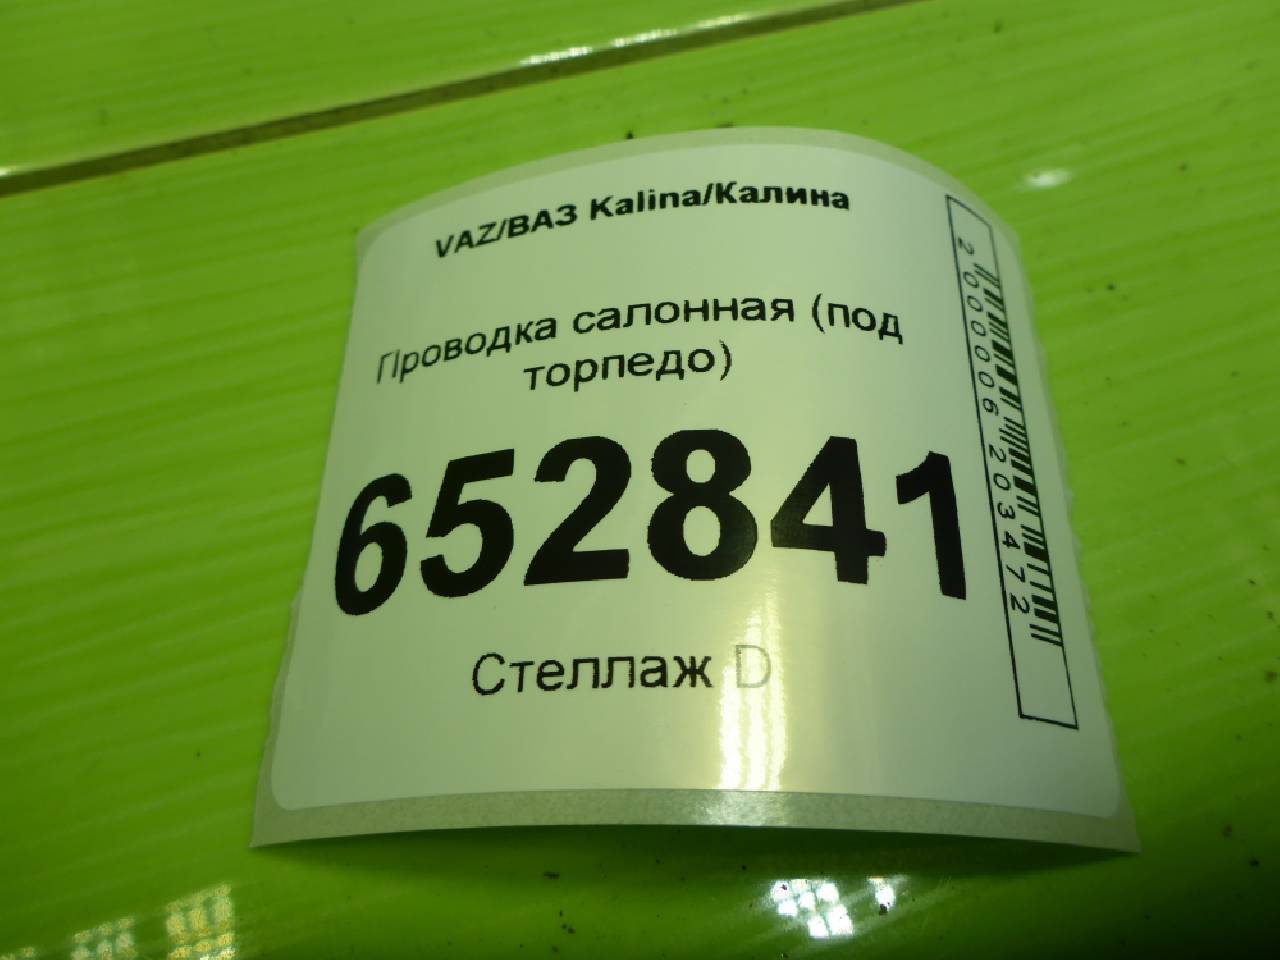 VAZ/ВАЗ Kalina/Калина
Проводка салонная (под
торпедо)
652841
Стеллаж D
2000006203472